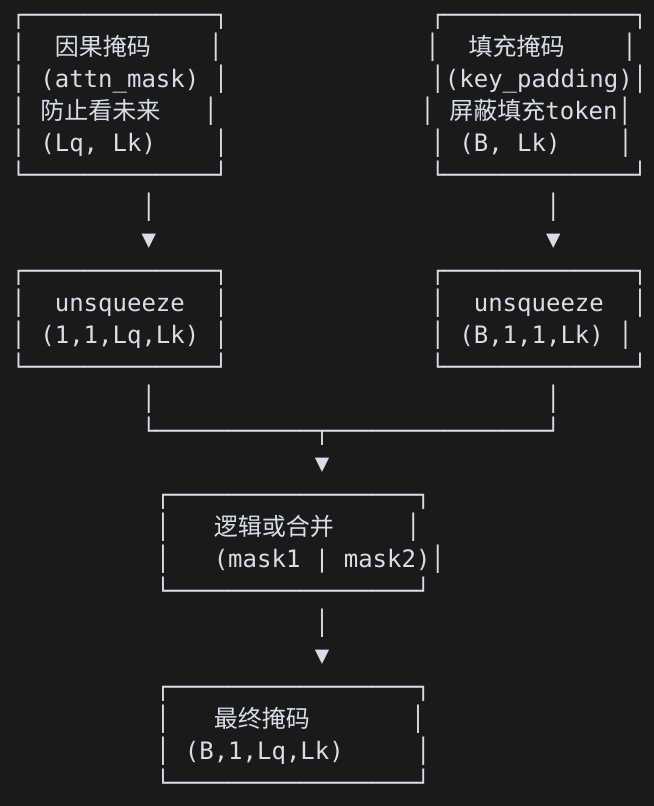 因果掩码
(attn_mask)
防止看未来
(Lq, Lk)
填充掩码
(key_padding)
屏蔽填充token
(B, Lk)
unsqueeze
(1,1,Lq,Lk)
unsqueeze
(B,1,1,Lk)
逻辑或合并
(mask1 | mask2)
最终掩码
(B,1,Lq,Lk)